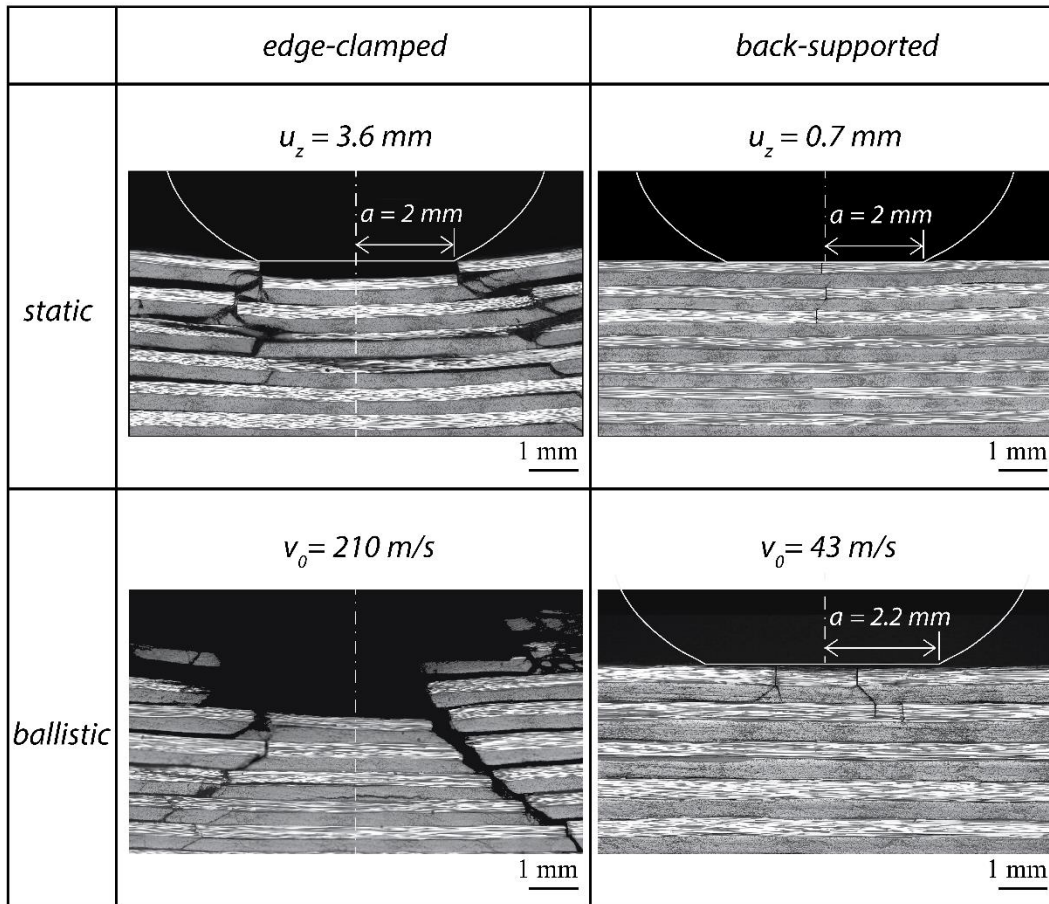 edge-clamped
back-supported
static
u_z = 3.6 mm
a = 2 mm
1 mm
u_z = 0.7 mm
a = 2 mm
1 mm
ballistic
v_0= 210 m/s
1 mm
v_0= 43 m/s
a = 2.2 mm
1 mm